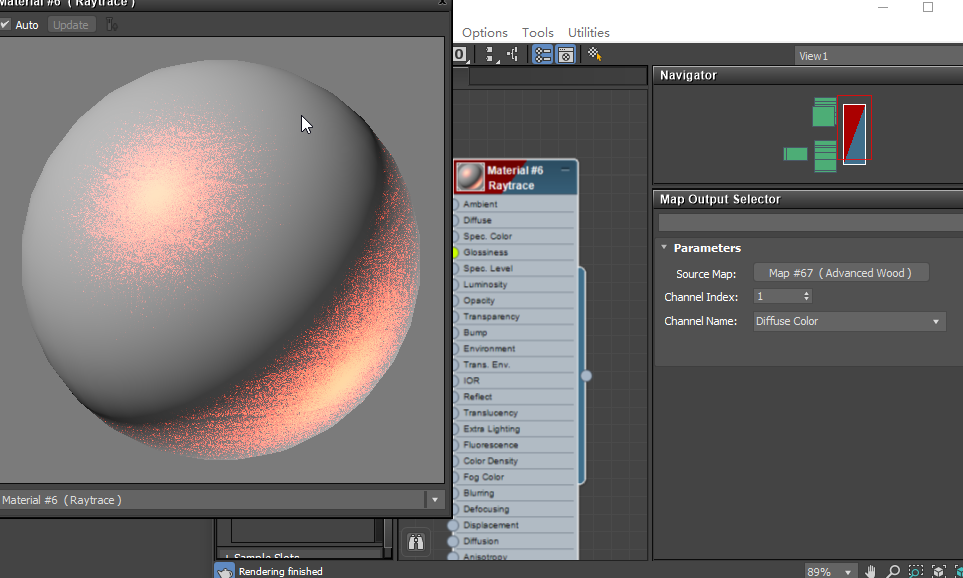 Material #6 ( Raytrace )
Auto
Update
Options Tools Utilities
0
View1
Navigator
Material #6
Raytrace
Ambient
Diffuse
Spec. Color
Glossiness
Spec. Level
Luminosity
Opacity
Transparency
Bump
Environment
Trans. Env.
IOR
Reflect
Translucency
Extra Lighting
Fluorescence
Color Density
Fog Color
Blurring
Defocusing
Displacement
Diffusion
Anisotropy
Map Output Selector
Parameters
Source Map: Map #67 ( Advanced Wood )
Channel Index: 1
Channel Name: Diffuse Color
Material #6 ( Raytrace )
Sample Slots
Rendering finished
89%